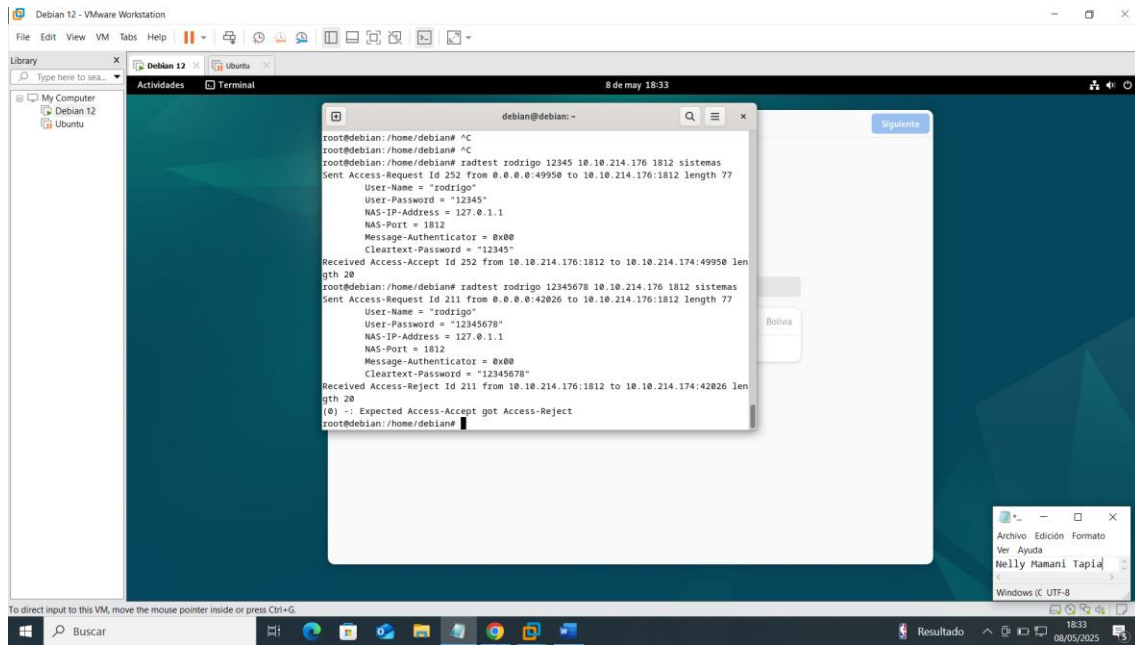 Debian 12 - VMware Workstation
File Edit View VM Tabs Help
Library
Type here to sea...
Debian 12
Ubuntu
My Computer
Debian 12
Ubuntu
Actividades
Terminal
8 de may 18:33
debian@debian: ~
Siguiente
root@debian:/home/debian# ^C
root@debian:/home/debian# ^C
root@debian:/home/debian# radtest rodrigo 12345 10.10.214.176 1812 sistemas
Sent Access-Request Id 252 from 0.0.0.0:49950 to 10.10.214.176:1812 length 77
User-Name = "rodrigo"
User-Password = "12345"
NAS-IP-Address = 127.0.1.1
NAS-Port = 1812
Message-Authenticator = 0x00
Cleartext-Password = "12345"
Received Access-Accept Id 252 from 10.10.214.176:1812 to 10.10.214.174:49950 len
gth 20
root@debian:/home/debian# radtest rodrigo 12345678 10.10.214.176 1812 sistemas
Sent Access-Request Id 211 from 0.0.0.0:42026 to 10.10.214.176:1812 length 77
User-Name = "rodrigo"
User-Password = "12345678"
NAS-IP-Address = 127.0.1.1
NAS-Port = 1812
Message-Authenticator = 0x00
Cleartext-Password = "12345678"
Received Access-Reject Id 211 from 10.10.214.176:1812 to 10.10.214.174:42026 len
gth 20
(0) -: Expected Access-Accept got Access-Reject
root@debian:/home/debian#
Bolivia
*...
Archivo Edición Formato
Ver Ayuda
Nelly Mamani Tapia
Windows (C UTF-8
To direct input to this VM, move the mouse pointer inside or press Ctrl+G.
Buscar
Resultado
18:33
08/05/2025
5